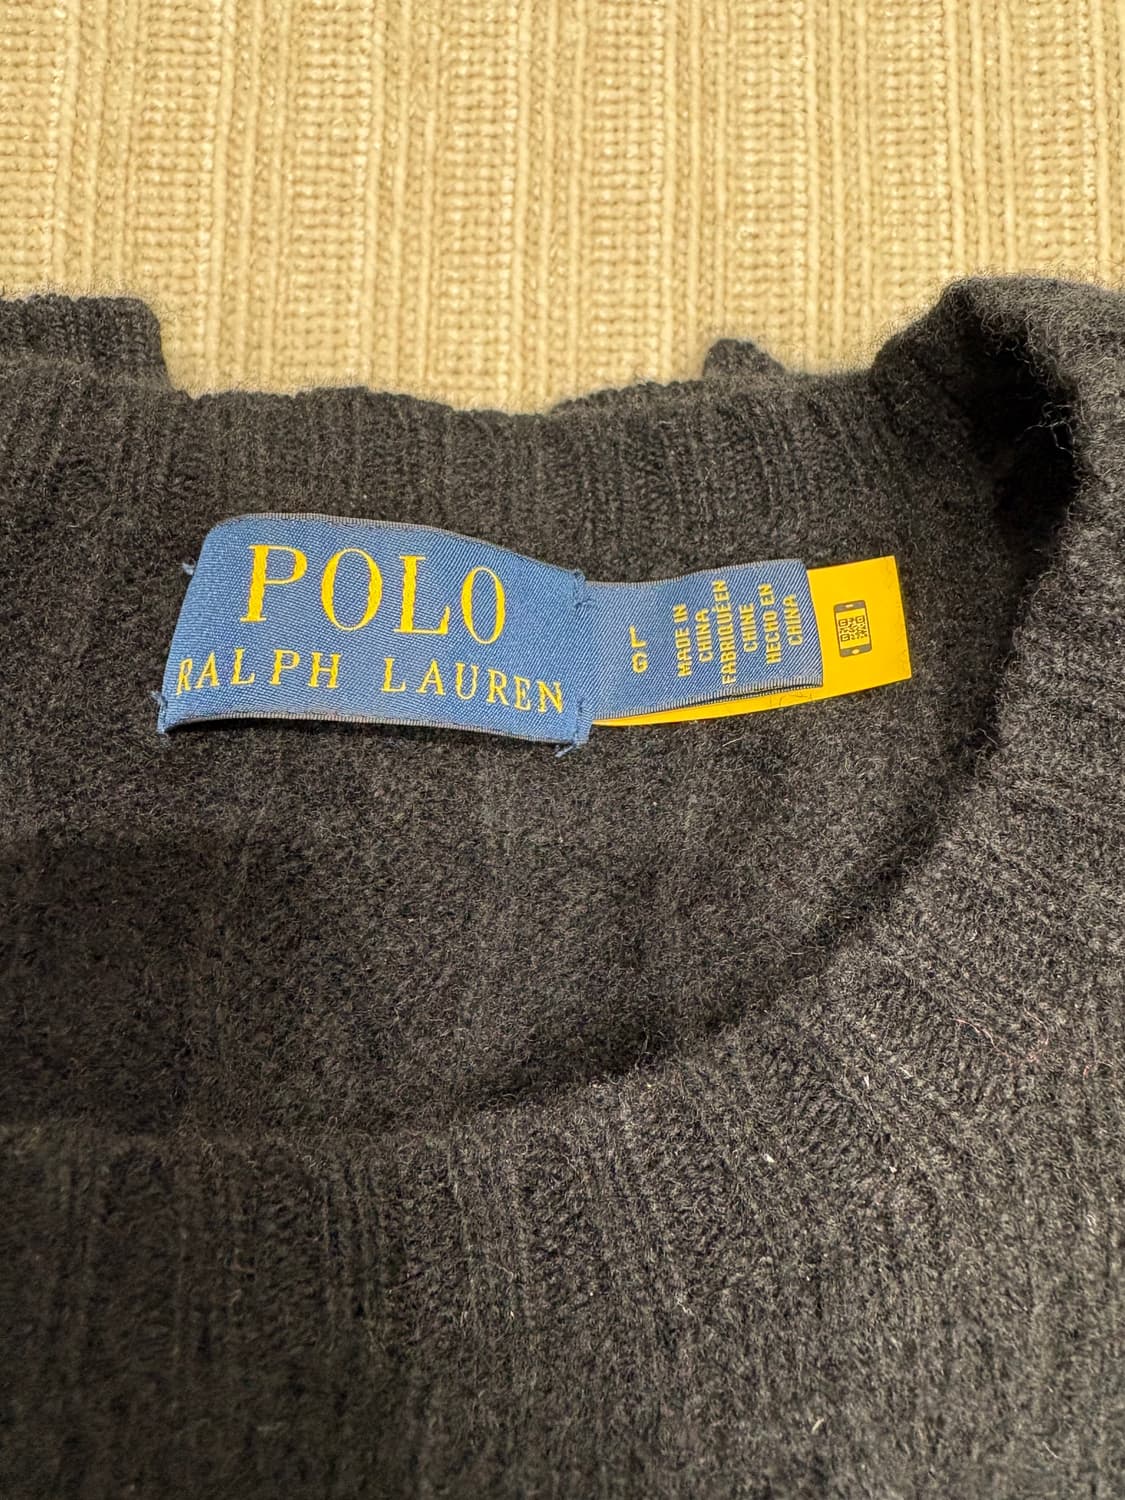 POLO
RALPH LAUREN
L
G
MADE IN
CHINA
FABRIQUÉ EN
CHINE
HECHO EN
CHINA